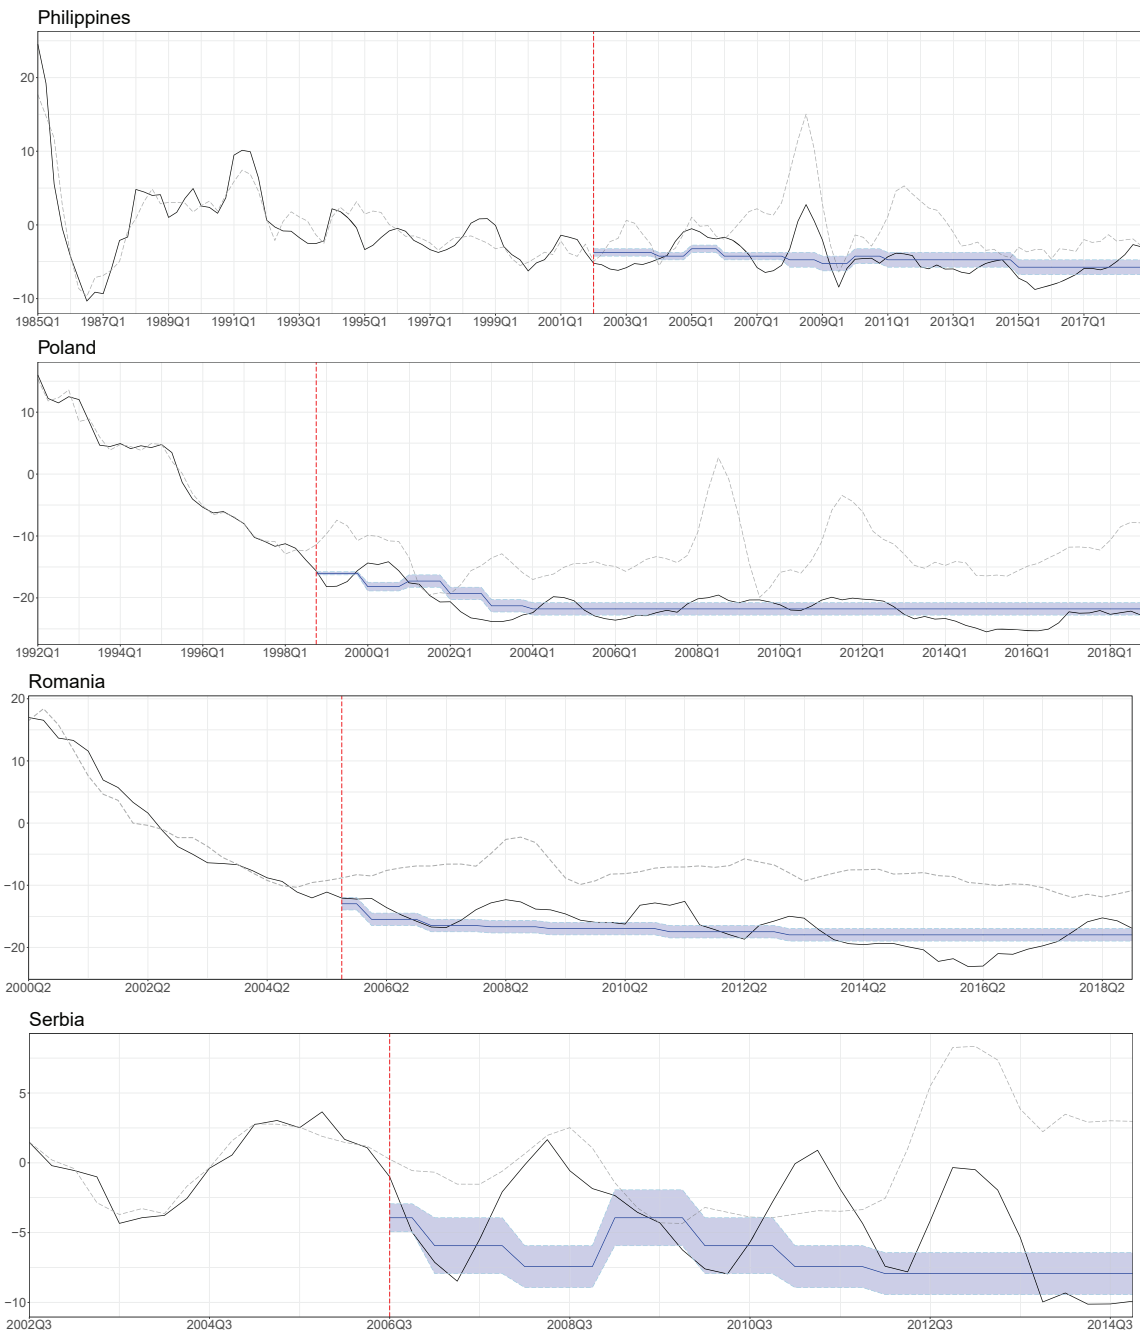 Philippines
20
10
0
−10
1985Q1 1987Q1 1989Q1 1991Q1 1993Q1 1995Q1 1997Q1 1999Q1 2001Q1 2003Q1 2005Q1 2007Q1 2009Q1 2011Q1 2013Q1 2015Q1 2017Q1
Poland
10
0
−10
−20
1992Q1 1994Q1 1996Q1 1998Q1 2000Q1 2002Q1 2004Q1 2006Q1 2008Q1 2010Q1 2012Q1 2014Q1 2016Q1 2018Q1
Romania
20
10
0
−10
−20
2000Q2 2002Q2 2004Q2 2006Q2 2008Q2 2010Q2 2012Q2 2014Q2 2016Q2 2018Q2
Serbia
5
0
−5
−10
2002Q3 2004Q3 2006Q3 2008Q3 2010Q3 2012Q3 2014Q3